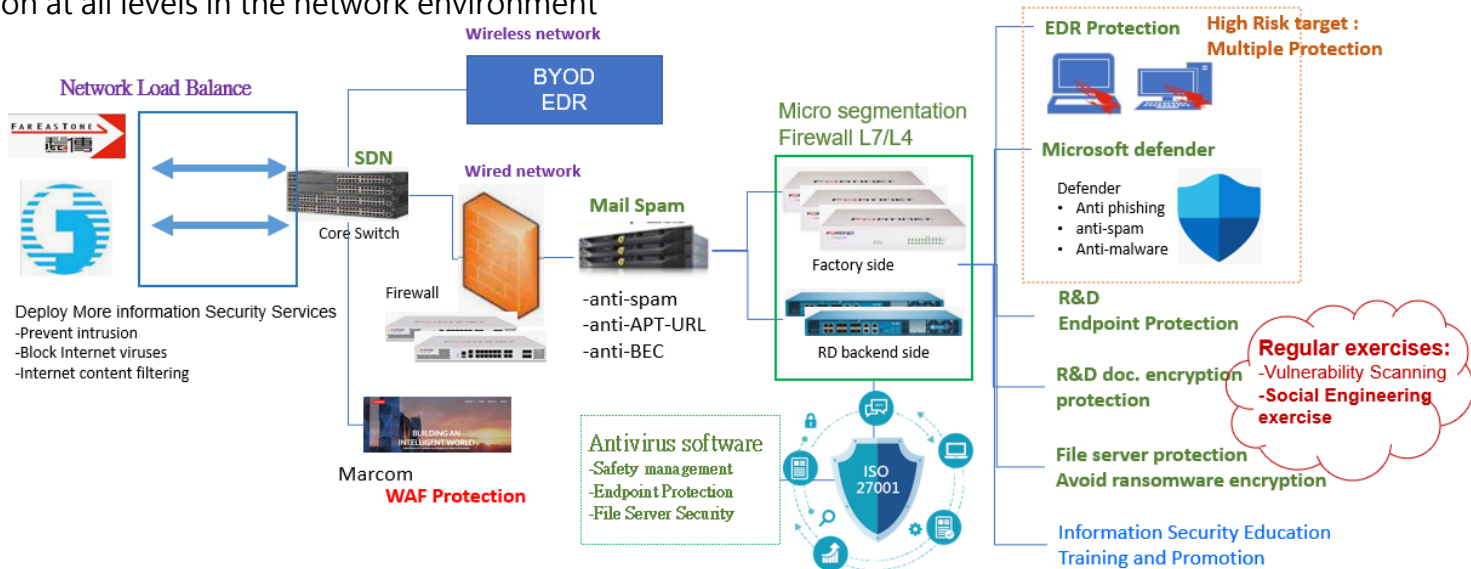 on at all levels in the network environment
Network Load Balance
FAREASTONE
遠傳
Deploy More information Security Services
-Prevent intrusion
-Block Internet viruses
-Internet content filtering
SDN
Core Switch
Wireless network
BYOD
EDR
Wired network
Firewall
BUILDING AN
INTELLIGENT WORLD
Marcom
WAF Protection
Mail Spam
-anti-spam
-anti-APT-URL
-anti-BEC
Micro segmentation
Firewall L7/L4
FORTINET
FORTINET
FORTINET
Factory side
RD backend side
Antivirus software
-Safety management
-Endpoint Protection
-File Server Security
ISO
27001
EDR Protection
High Risk target :
Multiple Protection
Microsoft defender
Defender
• Anti phishing
• anti-spam
• Anti-malware
R&D
Endpoint Protection
R&D doc. encryption
protection
File server protection
Avoid ransomware encryption
Information Security Education
Training and Promotion
Regular exercises:
-Vulnerability Scanning
-Social Engineering
exercise